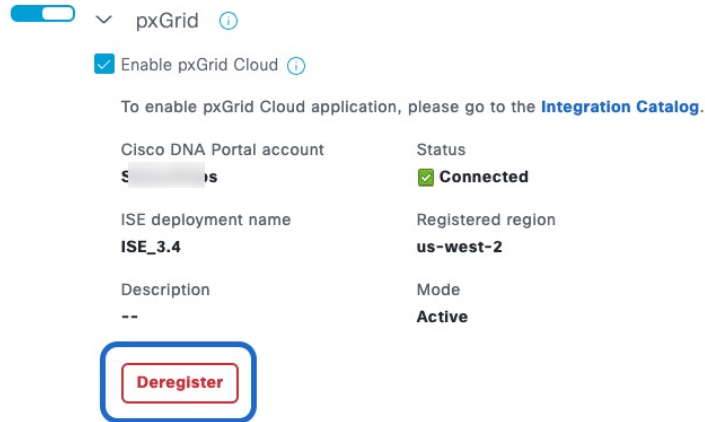 pxGrid
Enable pxGrid Cloud
To enable pxGrid Cloud application, please go to the Integration Catalog.
Cisco DNA Portal account
Status
Connected
ISE deployment name
Registered region
ISE_3.4
us-west-2
Description
Mode
--
Active
Deregister